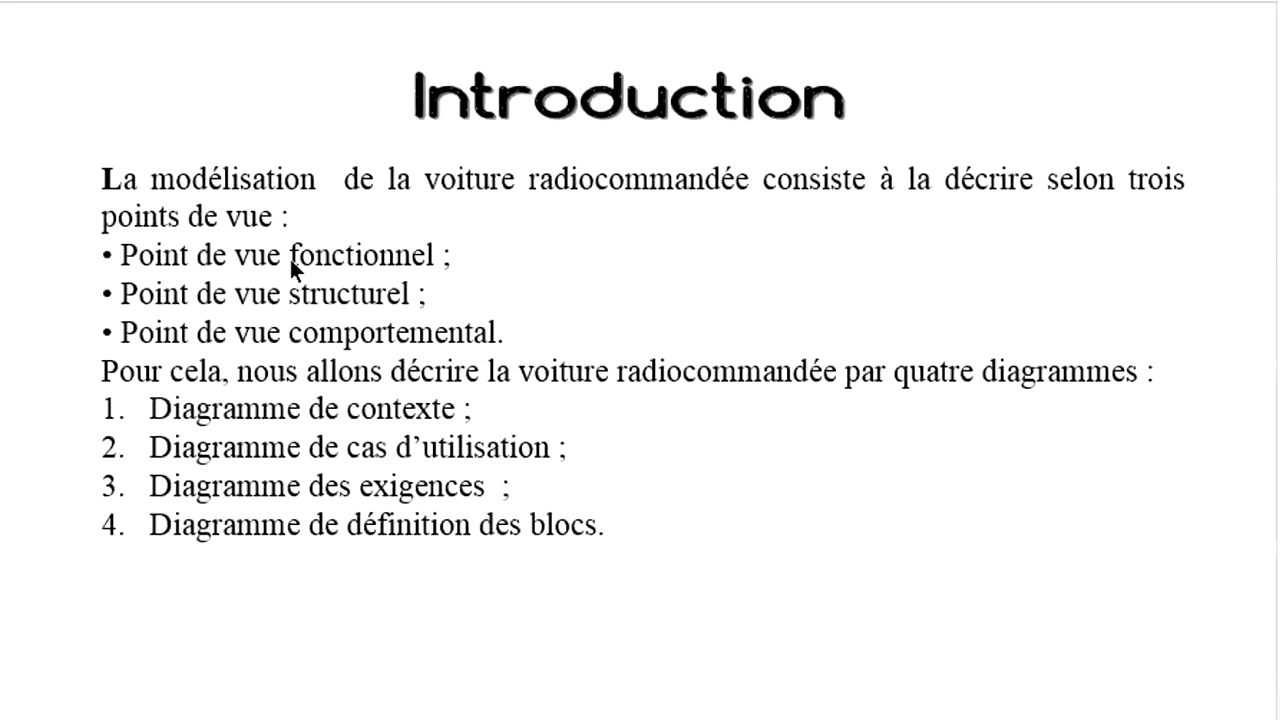 Introduction
La modélisation de la voiture radiocommandée consiste à la décrire selon trois
points de vue :
• Point de vue fonctionnel ;
• Point de vue structurel ;
• Point de vue comportemental.
Pour cela, nous allons décrire la voiture radiocommandée par quatre diagrammes :
1. Diagramme de contexte ;
2. Diagramme de cas d’utilisation ;
3. Diagramme des exigences ;
4. Diagramme de définition des blocs.